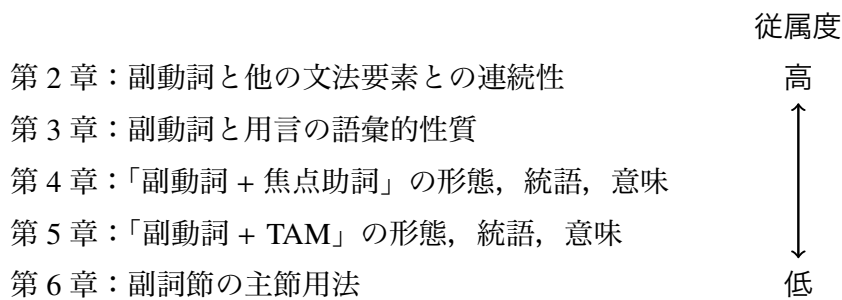 従属度
第 2 章：副動詞と他の文法要素との連続性 高
第 3 章：副動詞と用言の語彙的性質
第 4 章：「副動詞 + 焦点助詞」の形態，統語，意味
第 5 章：「副動詞 + TAM」の形態，統語，意味
第 6 章：副詞節の主節用法 低